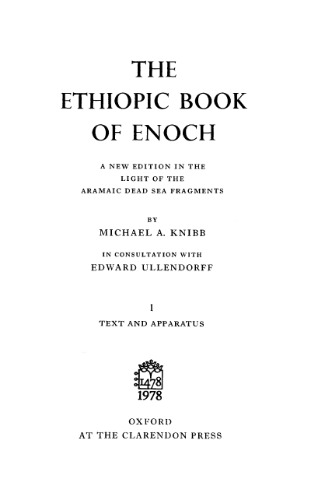 THE
ETHIOPIC BOOK
OF ENOCH
A NEW EDITION IN THE
LIGHT OF THE
ARAMAIC DEAD SEA FRAGMENTS
BY
MICHAEL A. KNIBB
IN CONSULTATION WITH
EDWARD ULLENDORFF
I
TEXT AND APPARATUS
1478
1978
OXFORD
AT THE CLARENDON PRESS